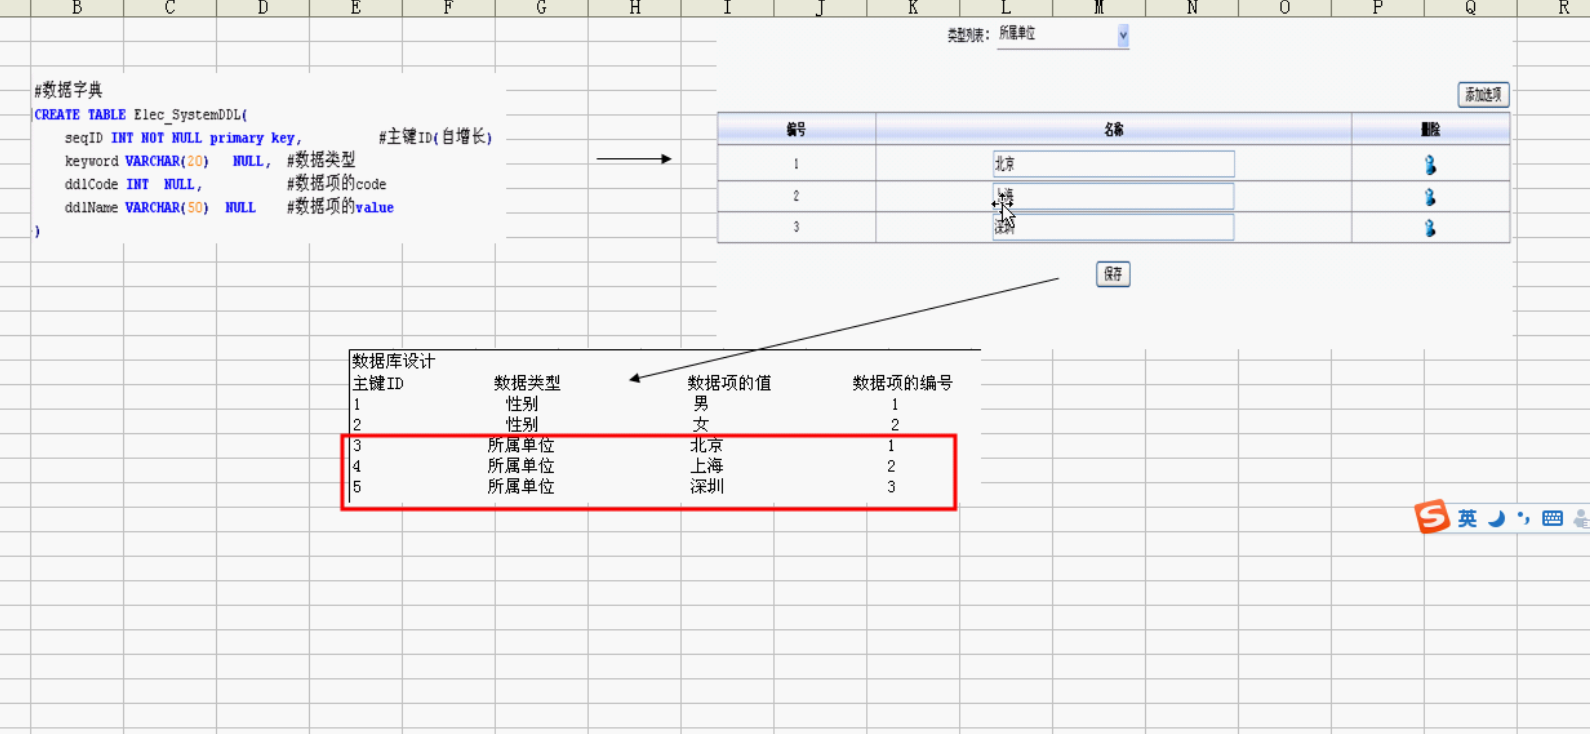 B C D E F G H I J K L M N O P Q R
类型列表: 所属单位
添加选项
#数据字典
CREATE TABLE Elec_SystemDDL(
seqID INT NOT NULL primary key, #主键ID(自增长)
keyword VARCHAR(20) NULL, #数据类型
ddlCode INT NULL, #数据项的code
ddlName VARCHAR(50) NULL #数据项的value
)
编号 名称 删除
1 北京
2 上海
3 深圳
保存
数据库设计
主键ID 数据类型 数据项的值 数据项的编号
1 性别 男 1
2 性别 女 2
3 所属单位 北京 1
4 所属单位 上海 2
5 所属单位 深圳 3
S 英